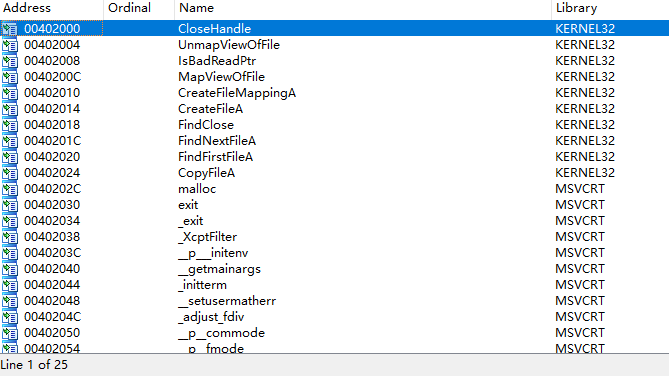 Address Ordinal Name Library
00402000 CloseHandle KERNEL32
00402004 UnmapViewOfFile KERNEL32
00402008 IsBadReadPtr KERNEL32
0040200C MapViewOfFile KERNEL32
00402010 CreateFileMappingA KERNEL32
00402014 CreateFileA KERNEL32
00402018 FindClose KERNEL32
0040201C FindNextFileA KERNEL32
00402020 FindFirstFileA KERNEL32
00402024 CopyFileA KERNEL32
0040202C malloc MSVCRT
00402030 exit MSVCRT
00402034 _exit MSVCRT
00402038 _XcptFilter MSVCRT
0040203C __p___initenv MSVCRT
00402040 __getmainargs MSVCRT
00402044 _initterm MSVCRT
00402048 __setusermatherr MSVCRT
0040204C _adjust_fdiv MSVCRT
00402050 __p__commode MSVCRT
00402054 __p__fmode MSVCRT
Line 1 of 25